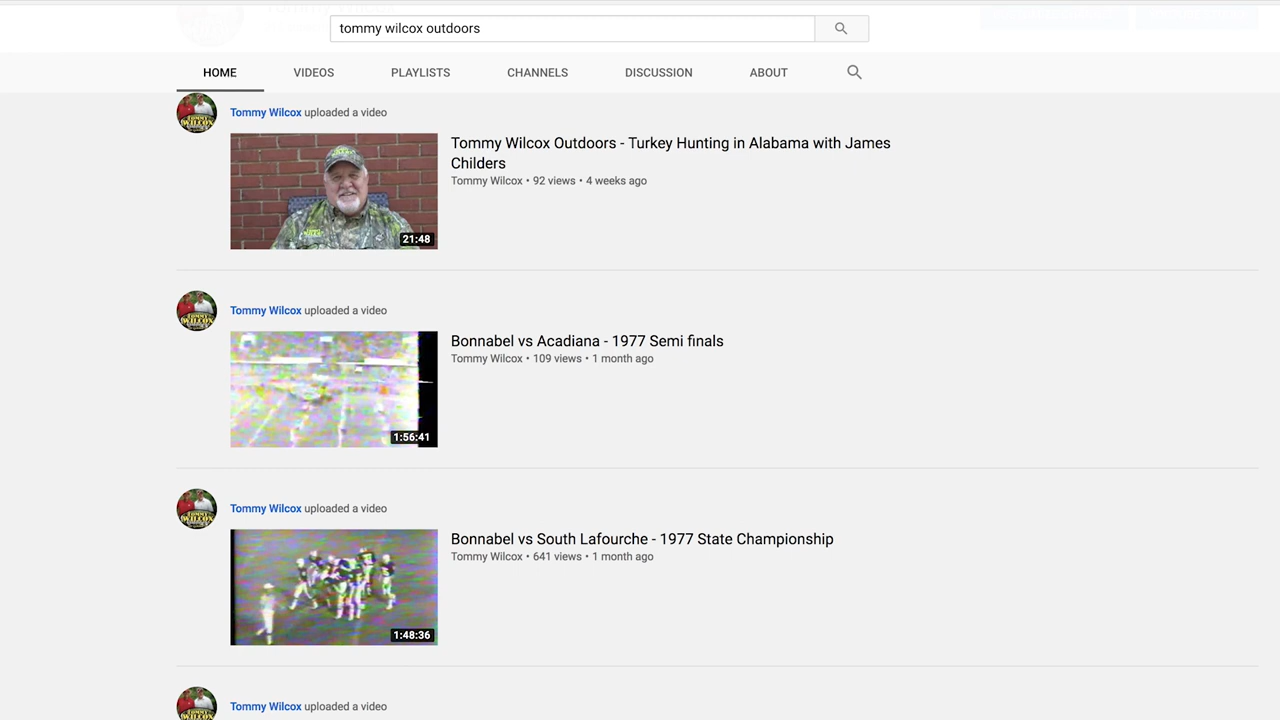 tommy wilcox outdoors
HOME VIDEOS PLAYLISTS CHANNELS DISCUSSION ABOUT
Tommy Wilcox uploaded a video
Tommy Wilcox Outdoors - Turkey Hunting in Alabama with James
Childers
Tommy Wilcox • 92 views • 4 weeks ago
21:48
Tommy Wilcox uploaded a video
Bonnabel vs Acadiana - 1977 Semi finals
Tommy Wilcox • 109 views • 1 month ago
1:56:41
Tommy Wilcox uploaded a video
Bonnabel vs South Lafourche - 1977 State Championship
Tommy Wilcox • 641 views • 1 month ago
1:48:36
Tommy Wilcox uploaded a video